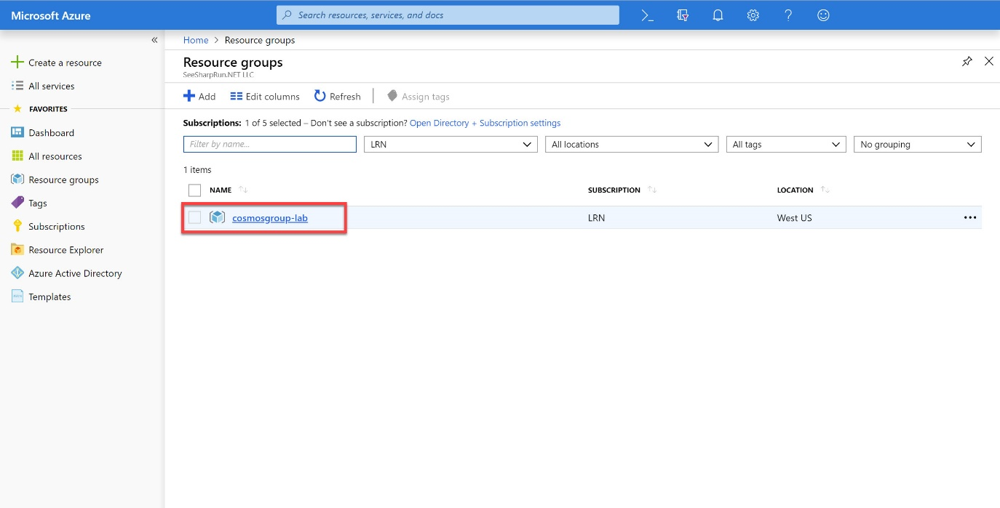 Microsoft Azure
Search resources, services, and docs
Create a resource
All services
FAVORITES
Dashboard
All resources
Resource groups
Tags
Subscriptions
Resource Explorer
Azure Active Directory
Templates
Home > Resource groups
Resource groups
SeeSharpRun.NET LLC
Add Edit columns Refresh Assign tags
Subscriptions: 1 of 5 selected – Don't see a subscription? Open Directory + Subscription settings
Filter by name... LRN All locations All tags No grouping
1 items
NAME SUBSCRIPTION LOCATION
cosmosgroup-lab LRN West US